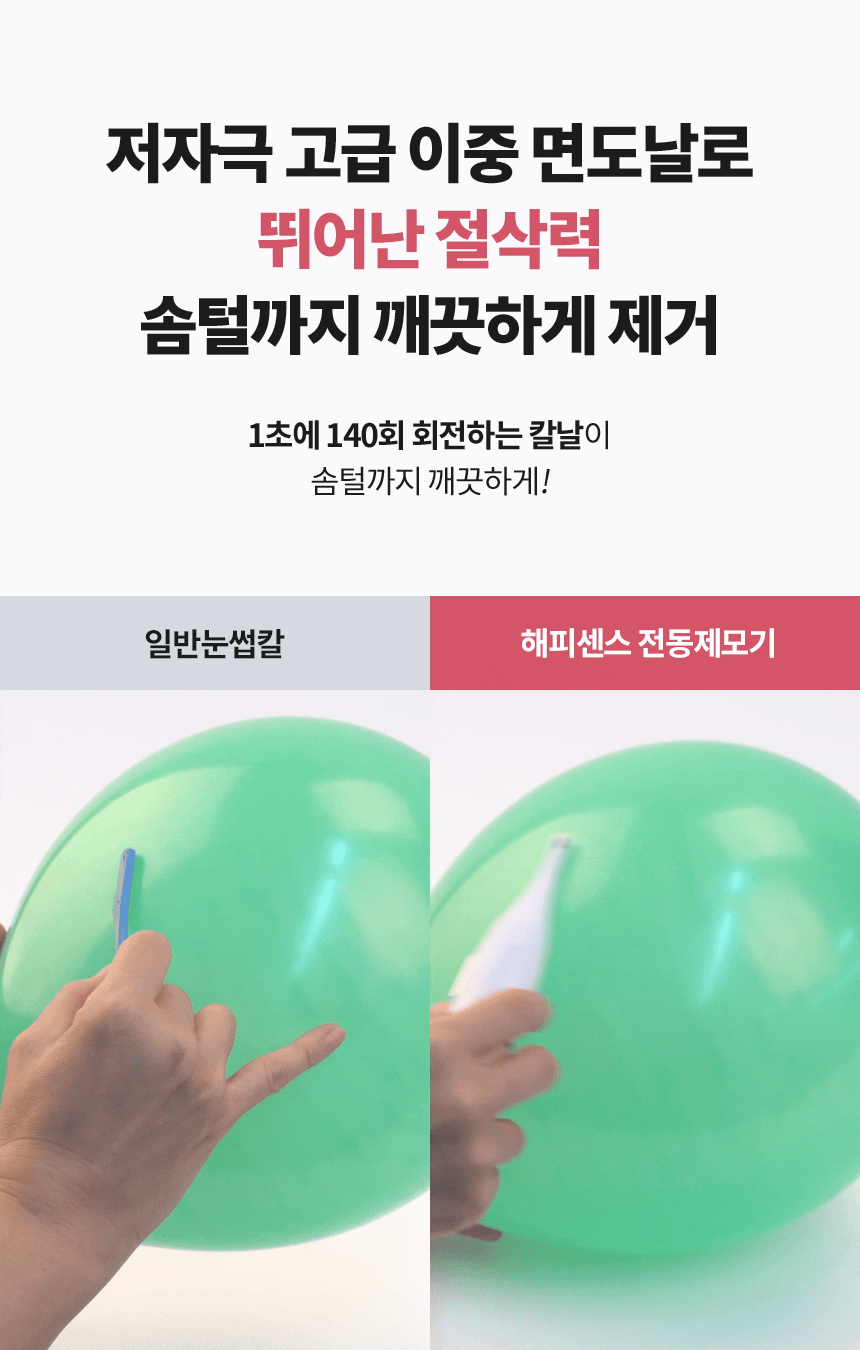 저자극 고급 이중 면도날로
뛰어난 절삭력
솜털까지 깨끗하게 제거
1초에 140회 회전하는 칼날이
솜털까지 깨끗하게!
일반눈썹칼
해피센스 전동제모기